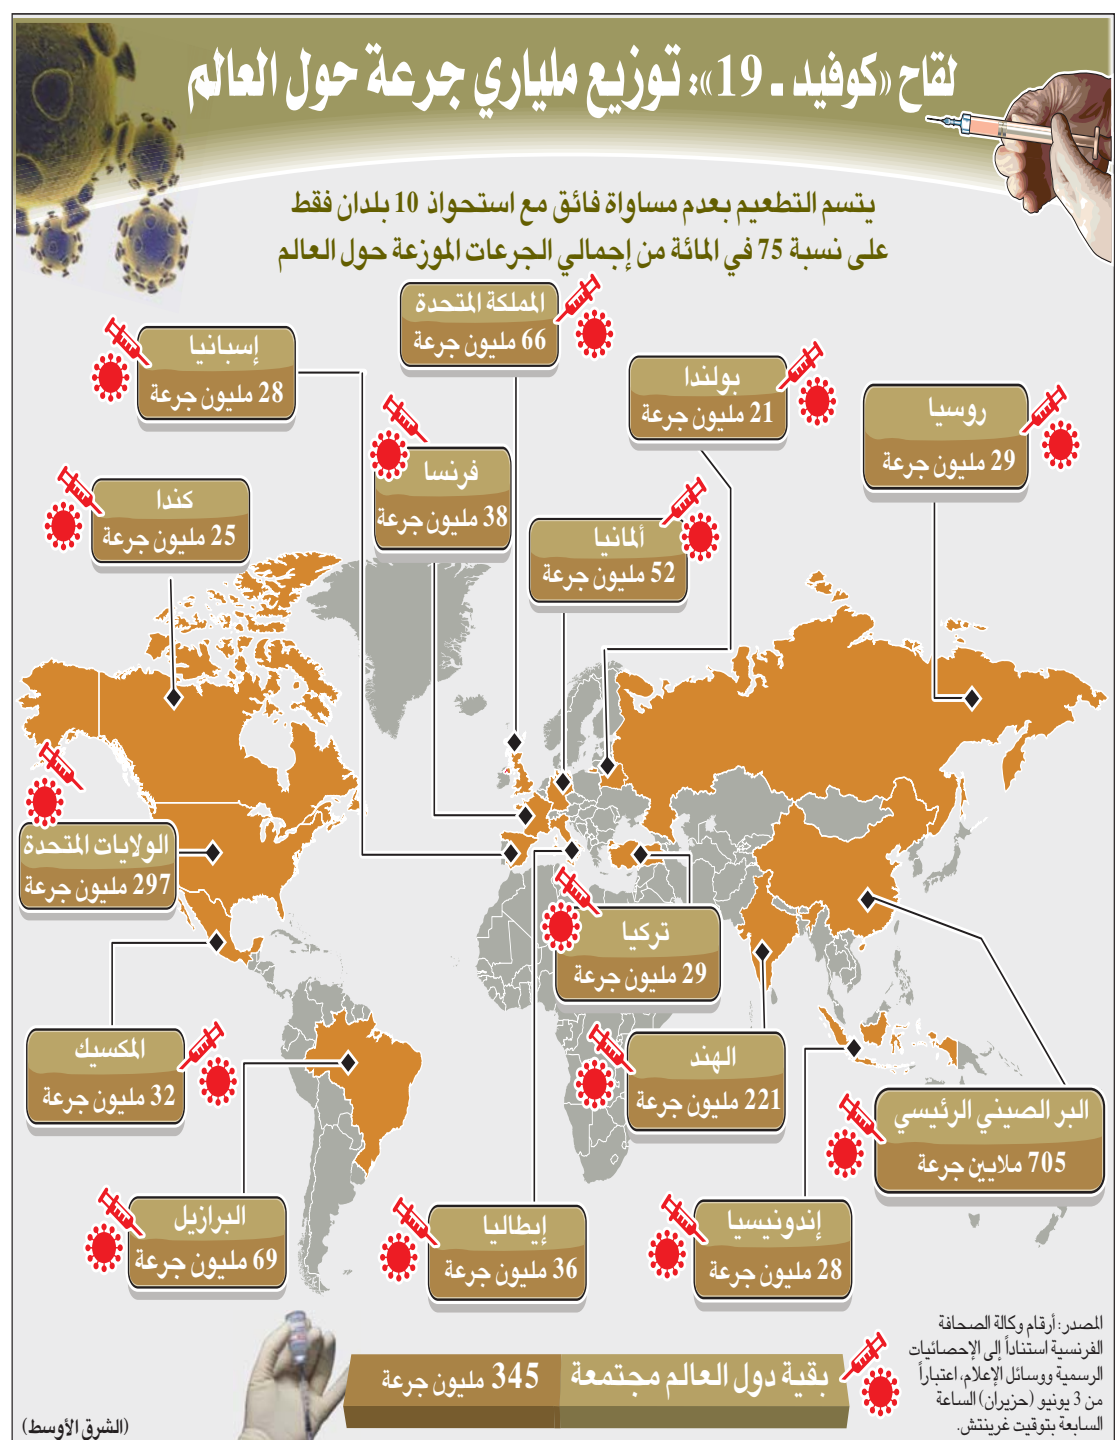 لقاح «كوفيد ـ 19»: توزيع ملياري جرعة حول العالم
يتسم التطعيم بعدم مساواة فائق مع استحواذ 10 بلدان فقط
على نسبة 75 في المائة من إجمالي الجرعات الموزعة حول العالم
المملكة المتحدة
66 مليون جرعة
إسبانيا
28 مليون جرعة
بولندا
21 مليون جرعة
روسيا
29 مليون جرعة
فرنسا
38 مليون جرعة
كندا
25 مليون جرعة
ألمانيا
52 مليون جرعة
الولايات المتحدة
297 مليون جرعة
تركيا
29 مليون جرعة
المكسيك
32 مليون جرعة
الهند
221 مليون جرعة
البر الصيني الرئيسي
705 ملايين جرعة
البرازيل
69 مليون جرعة
إيطاليا
36 مليون جرعة
إندونيسيا
28 مليون جرعة
بقية دول العالم مجتمعة 345 مليون جرعة
المصدر: أرقام وكالة الصحافة
الفرنسية استناداً إلى الإحصائيات
الرسمية ووسائل الإعلام، اعتباراً
من 3 يونيو (حزيران) الساعة
السابعة بتوقيت غرينتش.
(الشرق الأوسط)